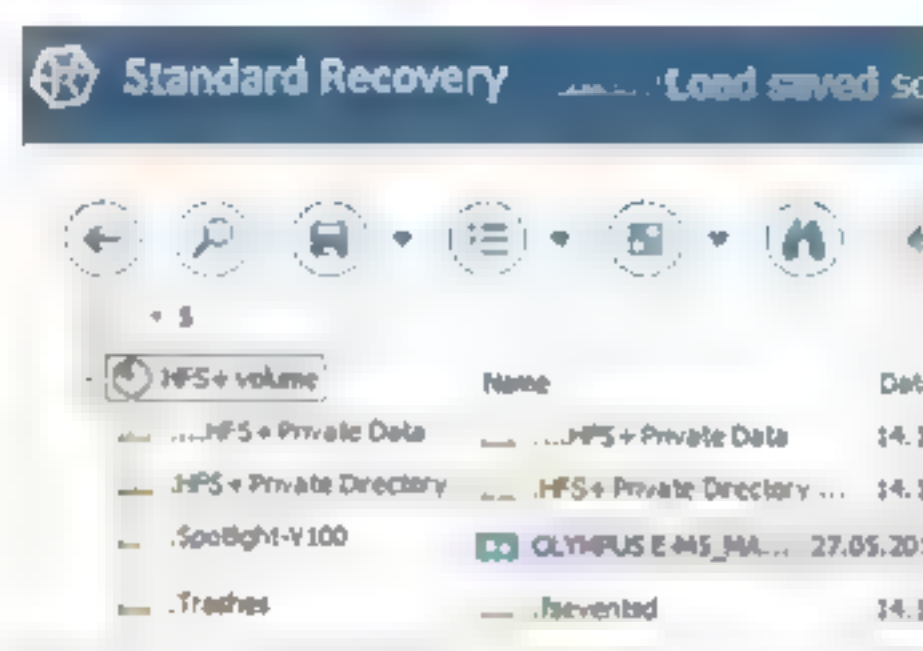 Standard Recovery Load saved
HFS+ volume Name
HFS+ Private Data HFS+ Private Data
.HFS+ Private Directory .HFS+ Private Directory ...
.Spotlight-V100 OLYMPUS E-M5_MA... 27.05.20
.Trashes .fseventsd